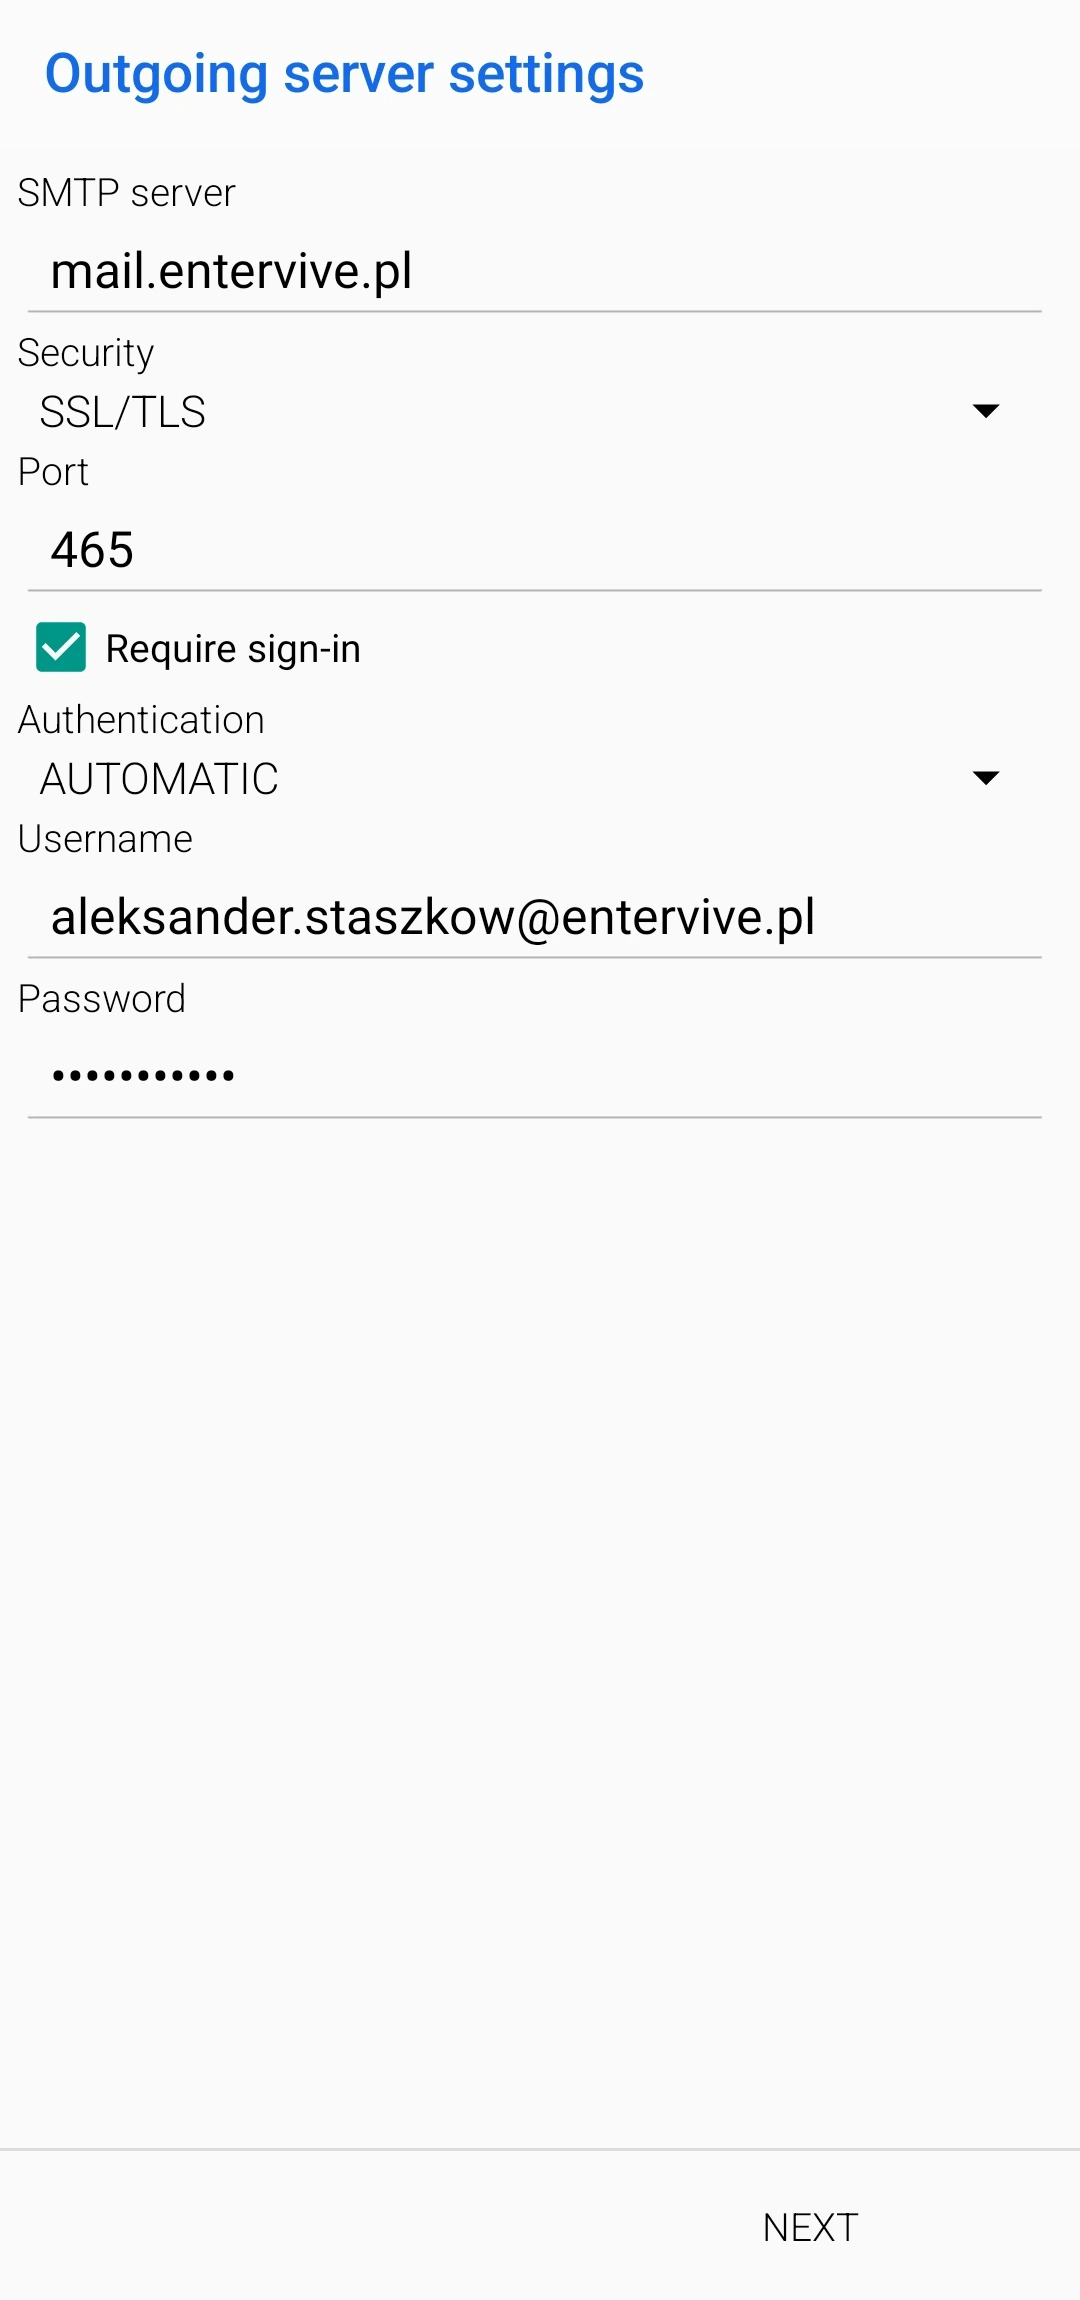 Outgoing server settings
SMTP server
mail.entervive.pl
Security
SSL/TLS
Port
465
Require sign-in
Authentication
AUTOMATIC
Username
aleksander.staszkow@entervive.pl
Password
•••••••••••
NEXT